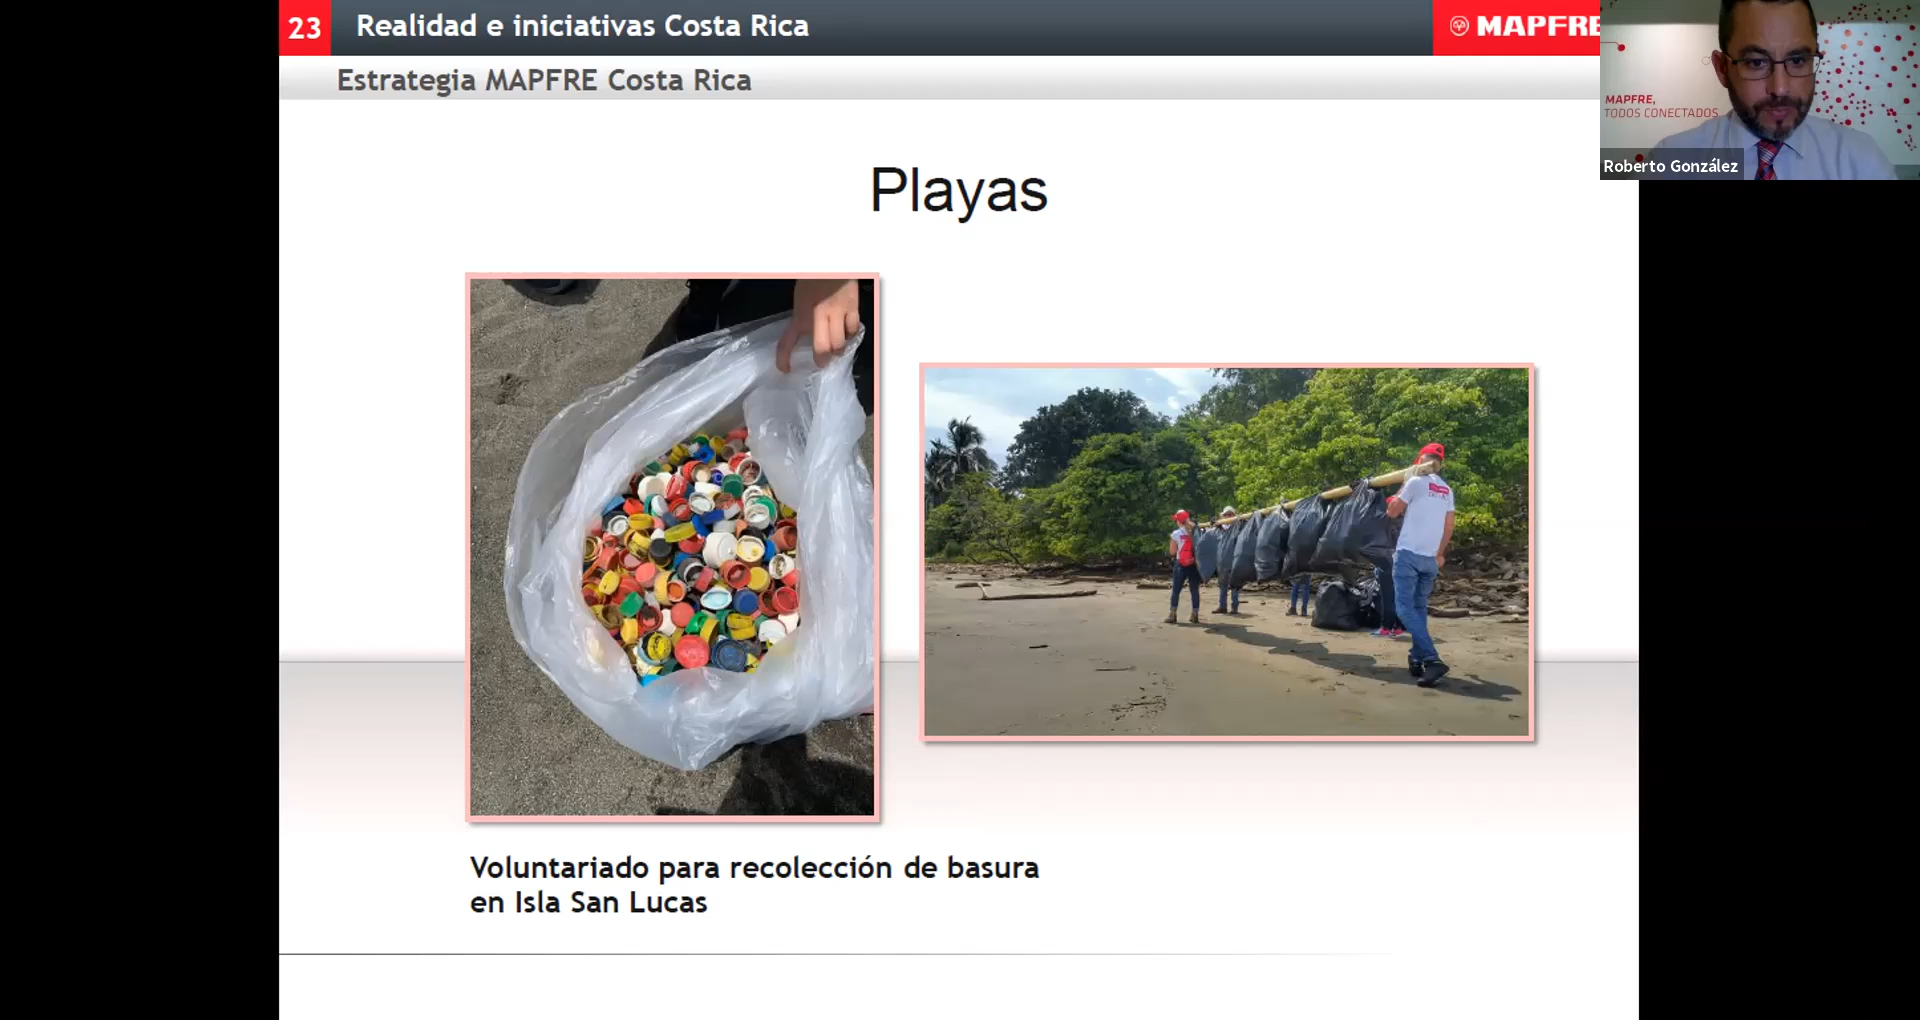 23
Realidad e iniciativas Costa Rica
MAPFRE
Estrategia MAPFRE Costa Rica
MAPFRE,
TODOS CONECTADOS
Roberto González
Playas
Voluntariado para recolección de basura
en Isla San Lucas